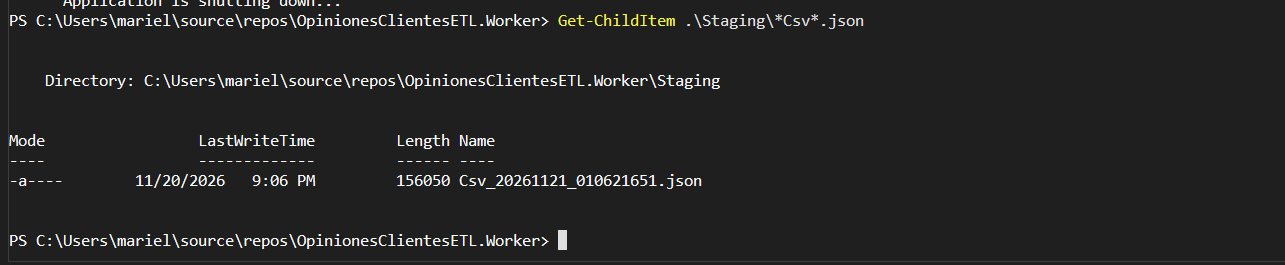 Application is shutting down...
PS C:\Users\mariel\source\repos\OpinionesClientesETL.Worker> Get-ChildItem .\Staging\*Csv*.json
Directory: C:\Users\mariel\source\repos\OpinionesClientesETL.Worker\Staging
Mode LastWriteTime Length Name
---- ------------- ------ ----
-a---- 11/20/2026 9:06 PM 156050 Csv_20261121_010621651.json
PS C:\Users\mariel\source\repos\OpinionesClientesETL.Worker>